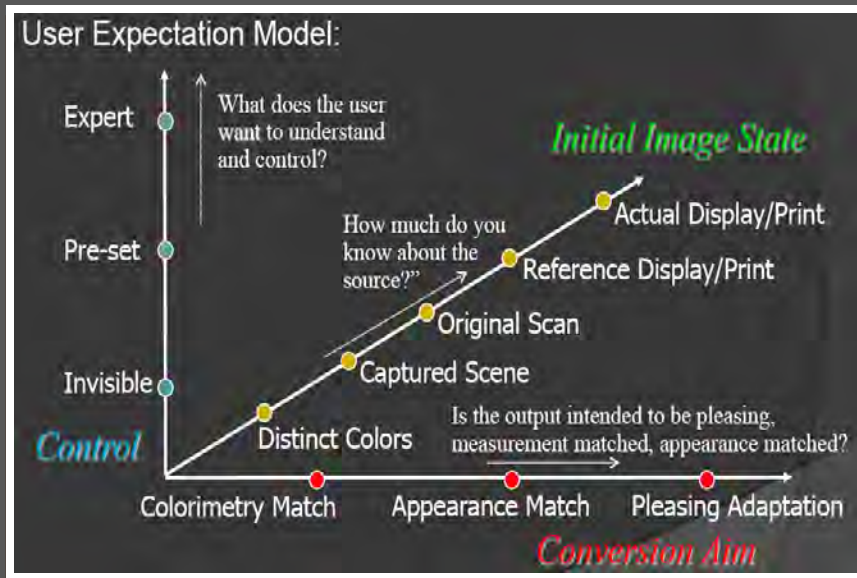 User Expectation Model:
Expert
What does the user
want to understand
and control?
Initial Image State
Actual Display/Print
How much do you
know about the
source?”
Pre-set
Reference Display/Print
Original Scan
Invisible
Captured Scene
Control
Distinct Colors
Is the output intended to be pleasing,
measurement matched, appearance matched?
Colorimetry Match
Appearance Match
Pleasing Adaptation
Conversion Aim